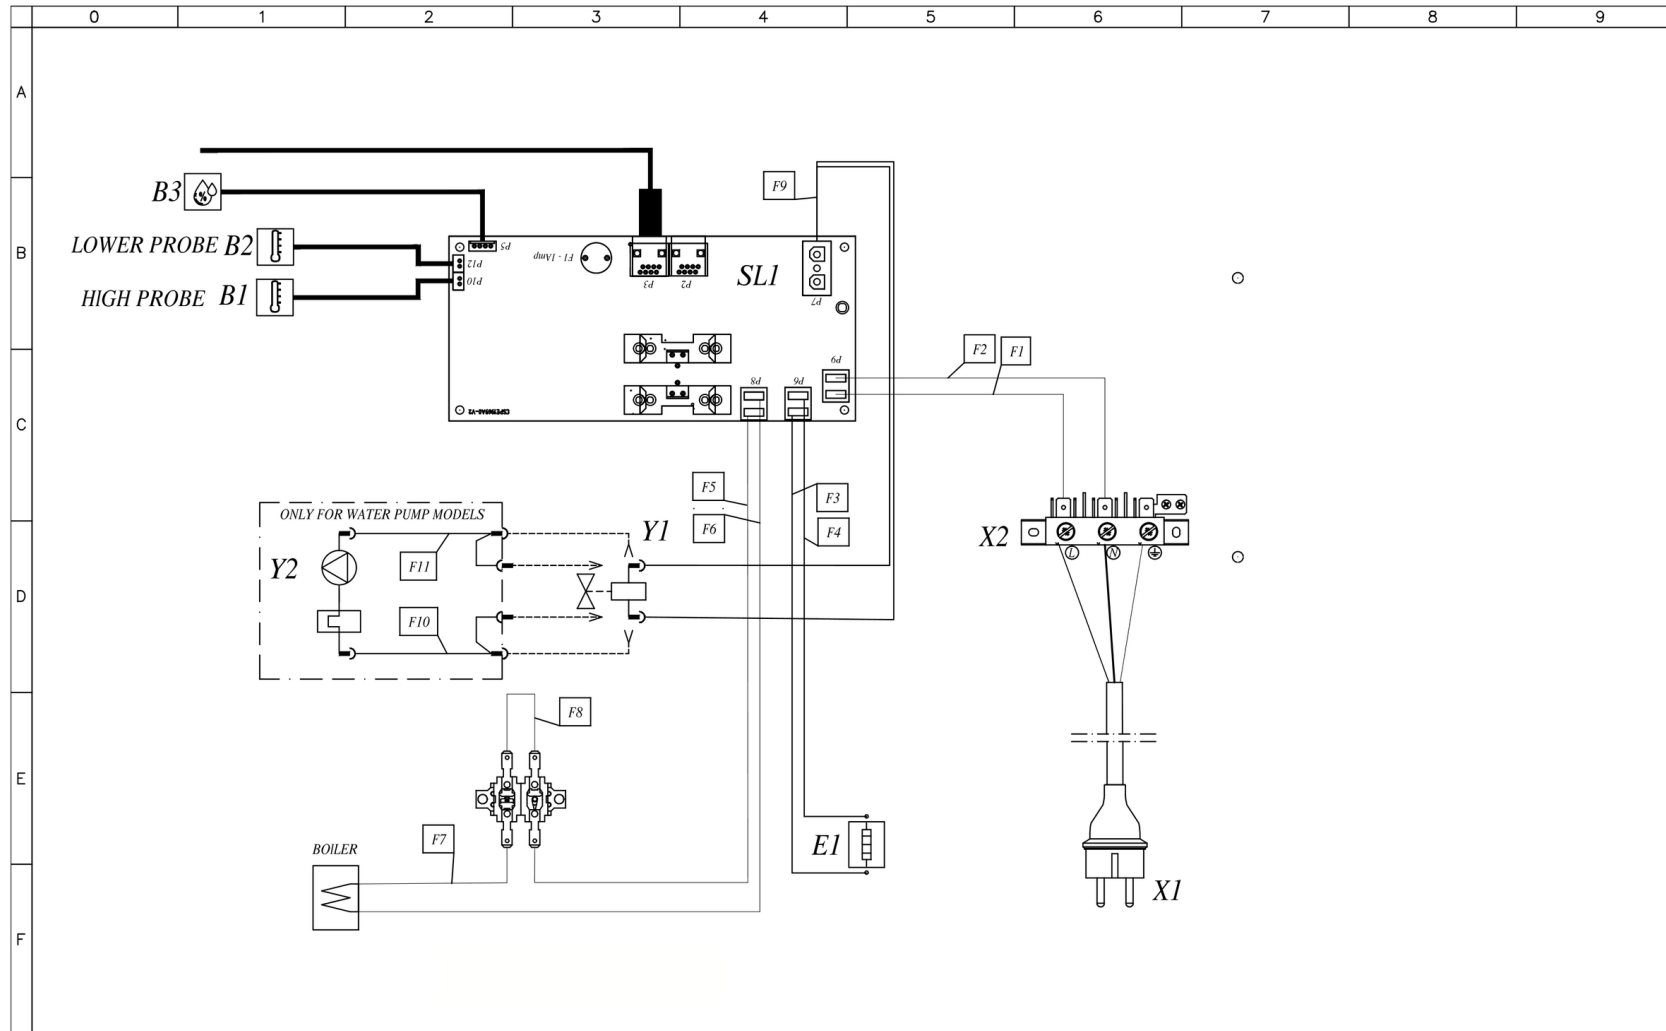 0 1 2 3 4 5 6 7 8 9
A
B3
F9
B
LOWER PROBE B2
P5
P12
F1 - 1Amp
P3
P2
SL1
P7
HIGH PROBE B1
P10
F2 F1
P9
P8
P6
CSPE1509A0-V2
C
F5
F3
ONLY FOR WATER PUMP MODELS
F6
F4
Y1
X2
L N
Y2
F11
D
F10
F8
E
F7
E1
BOILER
X1
F